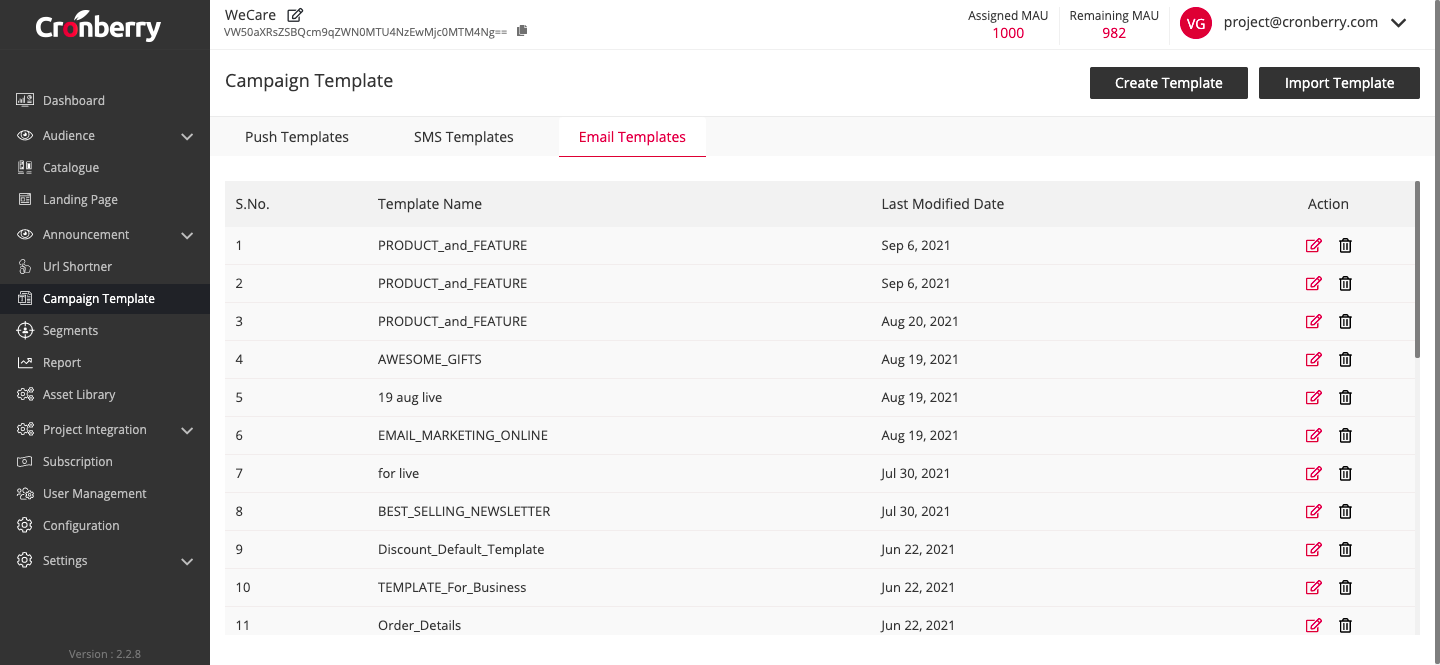 Cronberry
WeCare
VW50aXRsZSBQcm9qZWN0MTU4NzEwMjc0MTM4Ng==
Assigned MAU
1000
Remaining MAU
982
VG
project@cronberry.com
Dashboard
Audience
Catalogue
Landing Page
Announcement
Url Shortner
Campaign Template
Segments
Report
Asset Library
Project Integration
Subscription
User Management
Configuration
Settings
Version : 2.2.8
Campaign Template
Create Template
Import Template
Push Templates SMS Templates Email Templates
S.No. Template Name Last Modified Date Action
1 PRODUCT_and_FEATURE Sep 6, 2021
2 PRODUCT_and_FEATURE Sep 6, 2021
3 PRODUCT_and_FEATURE Aug 20, 2021
4 AWESOME_GIFTS Aug 19, 2021
5 19 aug live Aug 19, 2021
6 EMAIL_MARKETING_ONLINE Aug 19, 2021
7 for live Jul 30, 2021
8 BEST_SELLING_NEWSLETTER Jul 30, 2021
9 Discount_Default_Template Jun 22, 2021
10 TEMPLATE_For_Business Jun 22, 2021
11 Order_Details Jun 22, 2021